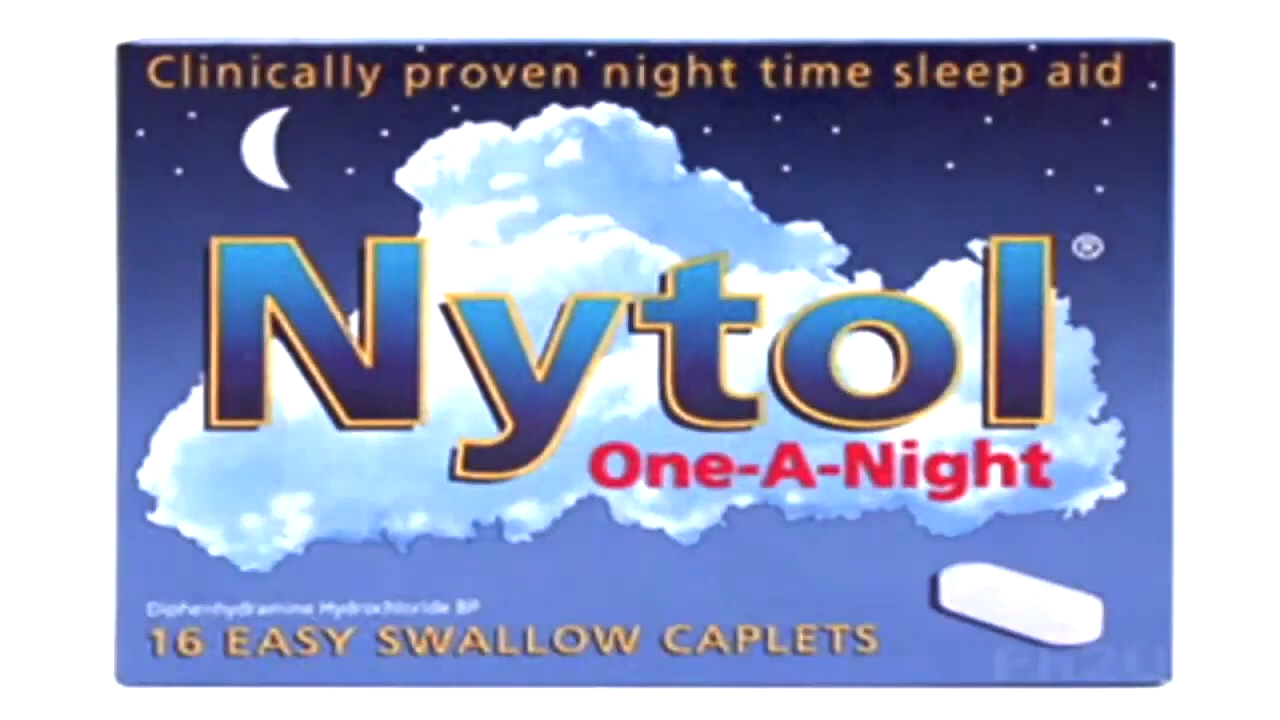 Clinically proven night time sleep aid
Nytol®
One-A-Night
Diphenhydramine Hydrochloride BP
16 EASY SWALLOW CAPLETS